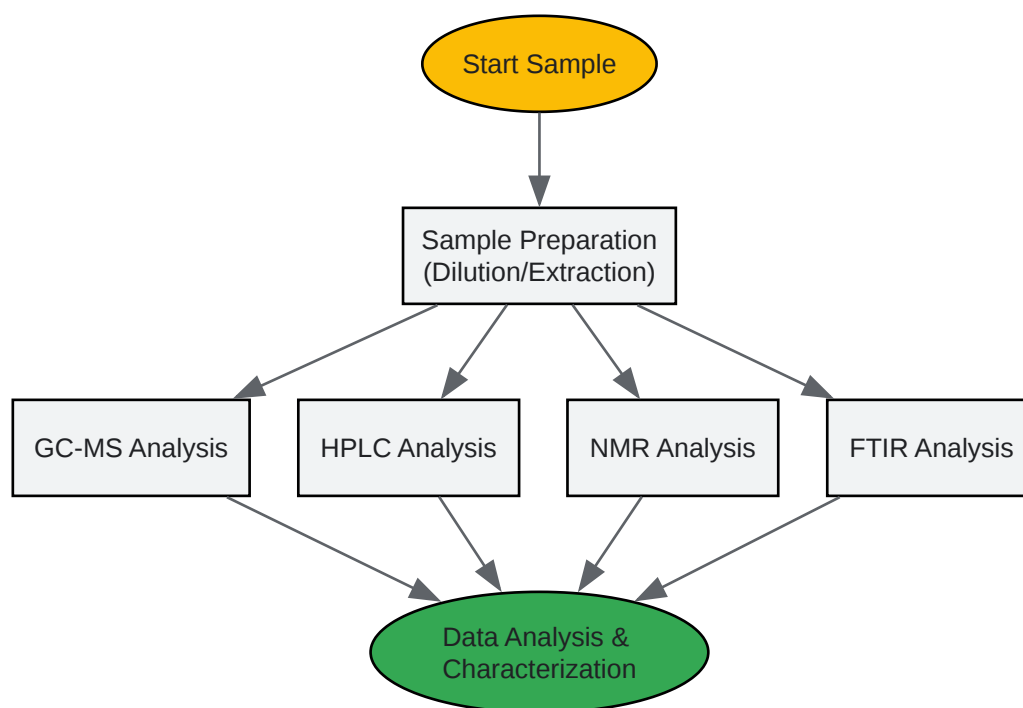 Start Sample
Sample Preparation
(Dilution/Extraction)
GC-MS Analysis
HPLC Analysis
NMR Analysis
FTIR Analysis
Data Analysis &
Characterization